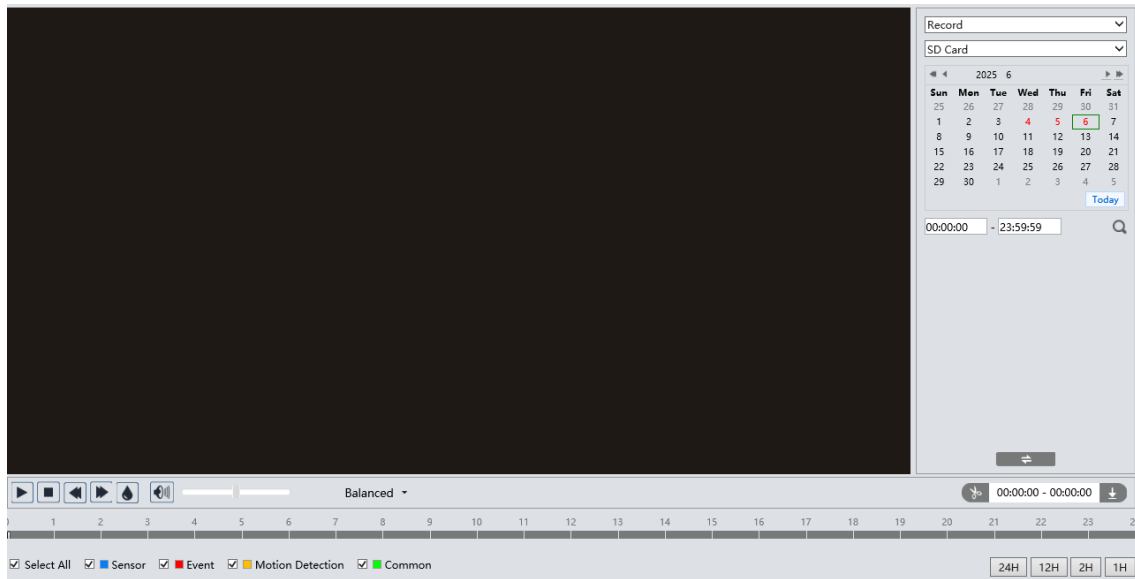 Record
SD Card
2025 6
Sun Mon Tue Wed Thu Fri Sat
25 26 27 28 29 30 31
1 2 3 4 5 6 7
8 9 10 11 12 13 14
15 16 17 18 19 20 21
22 23 24 25 26 27 28
29 30 1 2 3 4 5
Today
00:00:00 - 23:59:59
Balanced
00:00:00 - 00:00:00
1 2 3 4 5 6 7 8 9 10 11 12 13 14 15 16 17 18 19 20 21 22 23
Select All Sensor Event Motion Detection Common
24H 12H 2H 1H